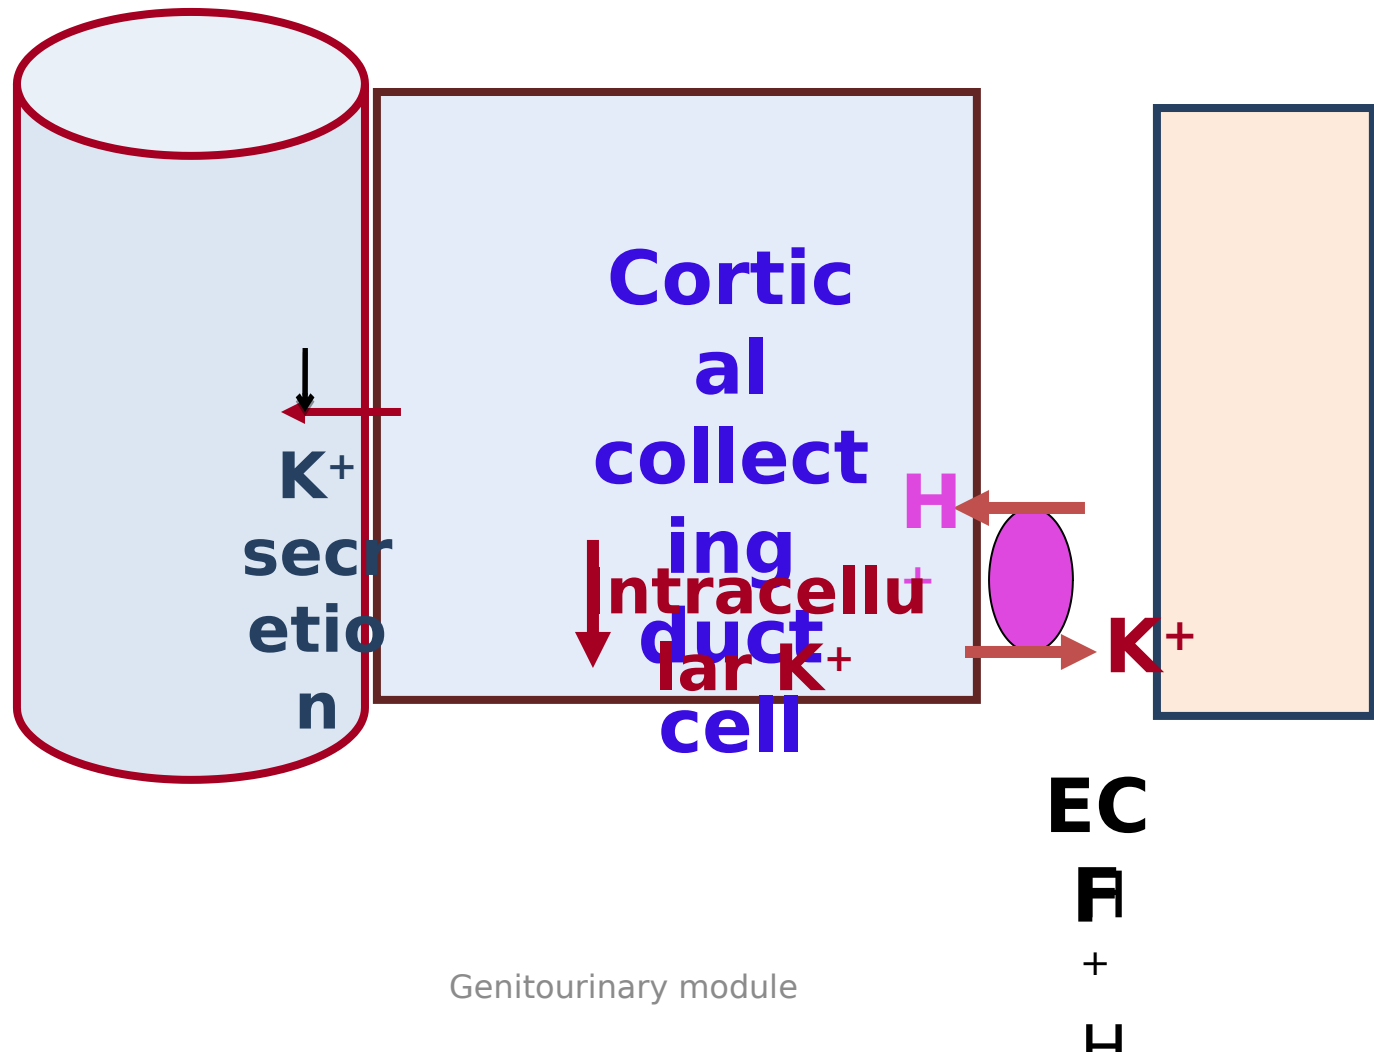 Cortic
al
collect
ing
duct
cell
K⁺
secr
etio
n
H
+
Intracellu
lar K⁺
K⁺
EC
F
H
+
H
Genitourinary module